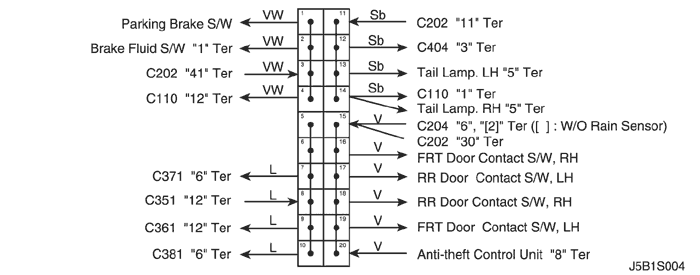 Parking Brake S/W VW 1 11 Sb C202 "11" Ter
Brake Fluid S/W "1" Ter VW 2 12 Sb C404 "3" Ter
C202 "41" Ter VW 3 13 Sb Tail Lamp. LH "5" Ter
C110 "12" Ter VW 4 14 Sb C110 "1" Ter
Tail Lamp. RH "5" Ter
5 15 V C204 "6", "[2]" Ter ([ ] : W/O Rain Sensor)
C202 "30" Ter
6 16 V FRT Door Contact S/W, RH
C371 "6" Ter L 7 17 V RR Door Contact S/W, LH
C351 "12" Ter L 8 18 V RR Door Contact S/W, RH
C361 "12" Ter L 9 19 V FRT Door Contact S/W, LH
C381 "6" Ter L 10 20 V Anti-theft Control Unit "8" Ter
J5B1S004